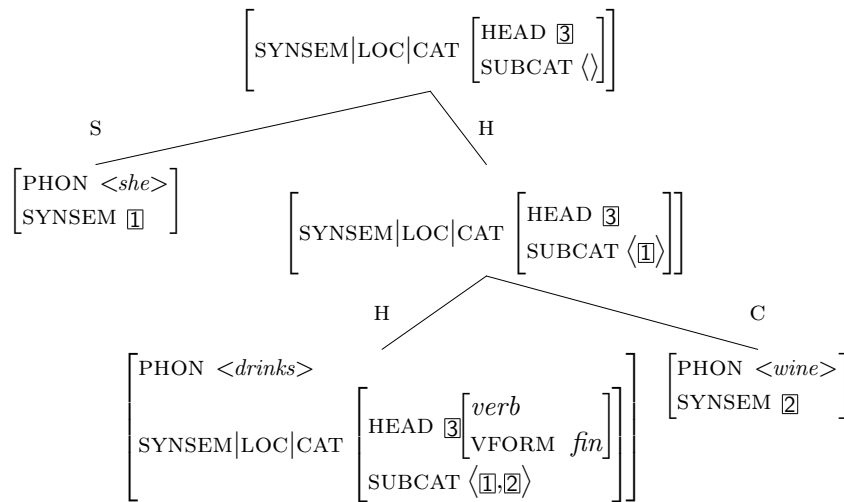 HEAD 3
SYNSEM|LOC|CAT
SUBCAT ⟨⟩
S H
PHON <she>
SYNSEM 1
HEAD 3
SYNSEM|LOC|CAT
SUBCAT ⟨1⟩
H C
PHON <drinks>
PHON <wine>
SYNSEM 2
verb
HEAD 3
SYNSEM|LOC|CAT
VFORM fin
SUBCAT ⟨1,2⟩